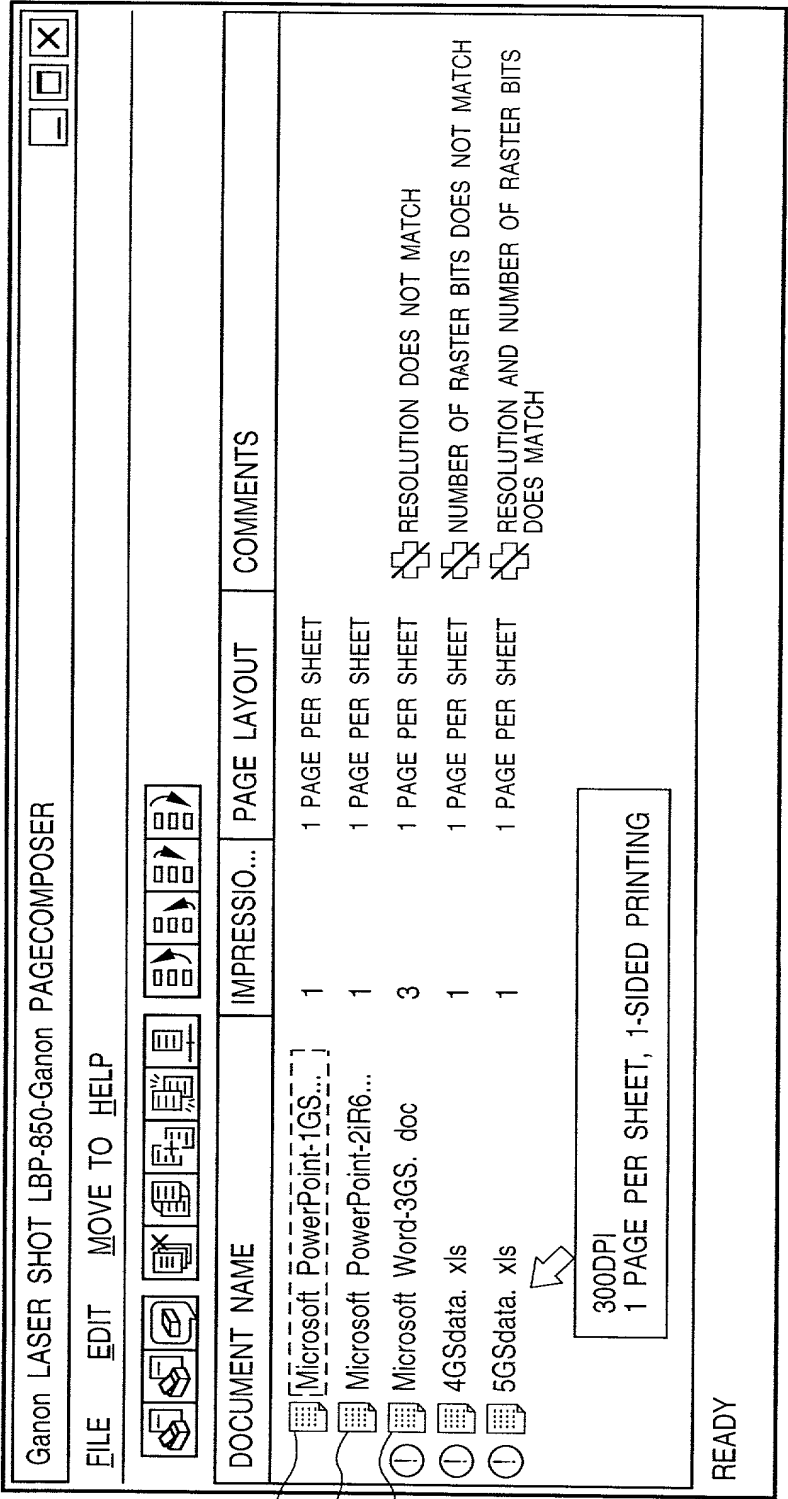 Ganon LASER SHOT LBP-850-Ganon PAGECOMPOSER
FILE EDIT MOVE TO HELP
DOCUMENT NAME IMPRESSIO... PAGE LAYOUT COMMENTS
Microsoft PowerPoint-1GS... 1 1 PAGE PER SHEET
Microsoft PowerPoint-2iR6... 1 1 PAGE PER SHEET
Microsoft Word-3GS. doc 3 1 PAGE PER SHEET RESOLUTION DOES NOT MATCH
4GSdata. xls 1 1 PAGE PER SHEET NUMBER OF RASTER BITS DOES NOT MATCH
5GSdata. xls 1 1 PAGE PER SHEET RESOLUTION AND NUMBER OF RASTER BITS
DOES MATCH
300DPI
1 PAGE PER SHEET, 1-SIDED PRINTING
READY